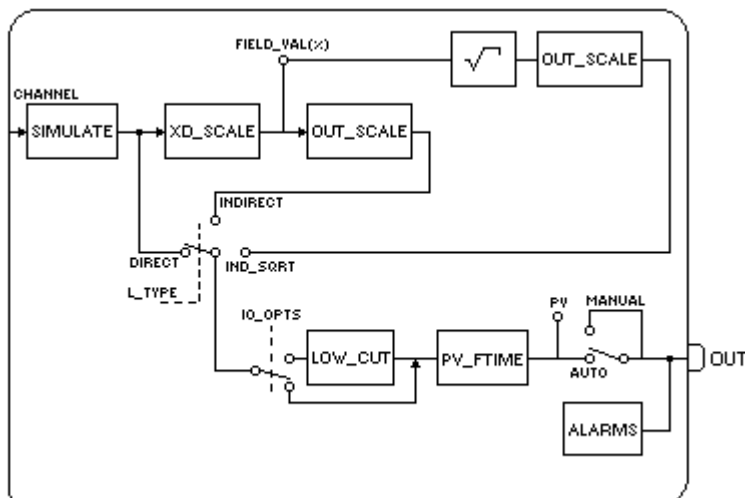 FIELD_VAL(%)
√
OUT_SCALE
CHANNEL
SIMULATE
XD_SCALE
OUT_SCALE
INDIRECT
DIRECT
IND_SQRT
L_TYPE
IO_OPTS
PV
MANUAL
LOW_CUT
PV_FTIME
AUTO
OUT
ALARMS